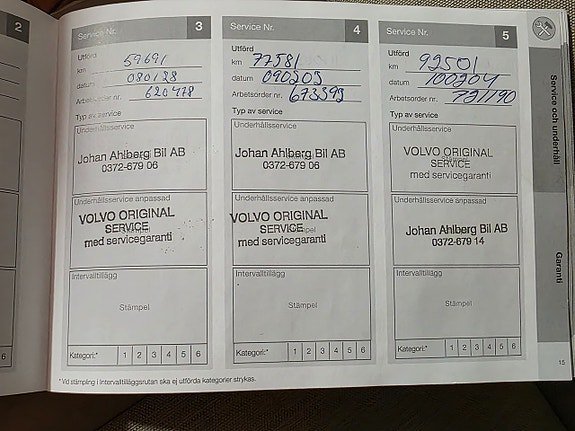 2
6
Service Nr. 3
Utförd
km 59691
datum 080128
Arbetsorder nr. 620478
Typ av service
Underhållsservice
Johan Ahlberg Bil AB
0372-679 06
Underhållsservice anpassad
VOLVO ORIGINAL
SERVICE
med servicegaranti
Intervalltillägg
Stämpel
Kategori:* 1 2 3 4 5 6
Service Nr. 4
Utförd
km 77581
datum 090203
Arbetsorder nr. 673393
Typ av service
Underhållsservice
Johan Ahlberg Bil AB
0372-679 06
Underhållsservice anpassad
VOLVO ORIGINAL
SERVICE
med servicegaranti
Intervalltillägg
Stämpel
Kategori:* 1 2 3 4 5 6
Service Nr. 5
Utförd
km 93501
datum 100204
Arbetsorder nr. 721190
Typ av service
Underhållsservice
VOLVO ORIGINAL
SERVICE
med servicegaranti
Underhållsservice anpassad
Johan Ahlberg Bil AB
0372-679 14
Intervalltillägg
Stämpel
Kategori:* 1 2 3 4 5 6
*Vid stämpling i Intervalltilläggsrutan ska ej utförda kategorier strykas.
Service och underhåll
Garanti
15